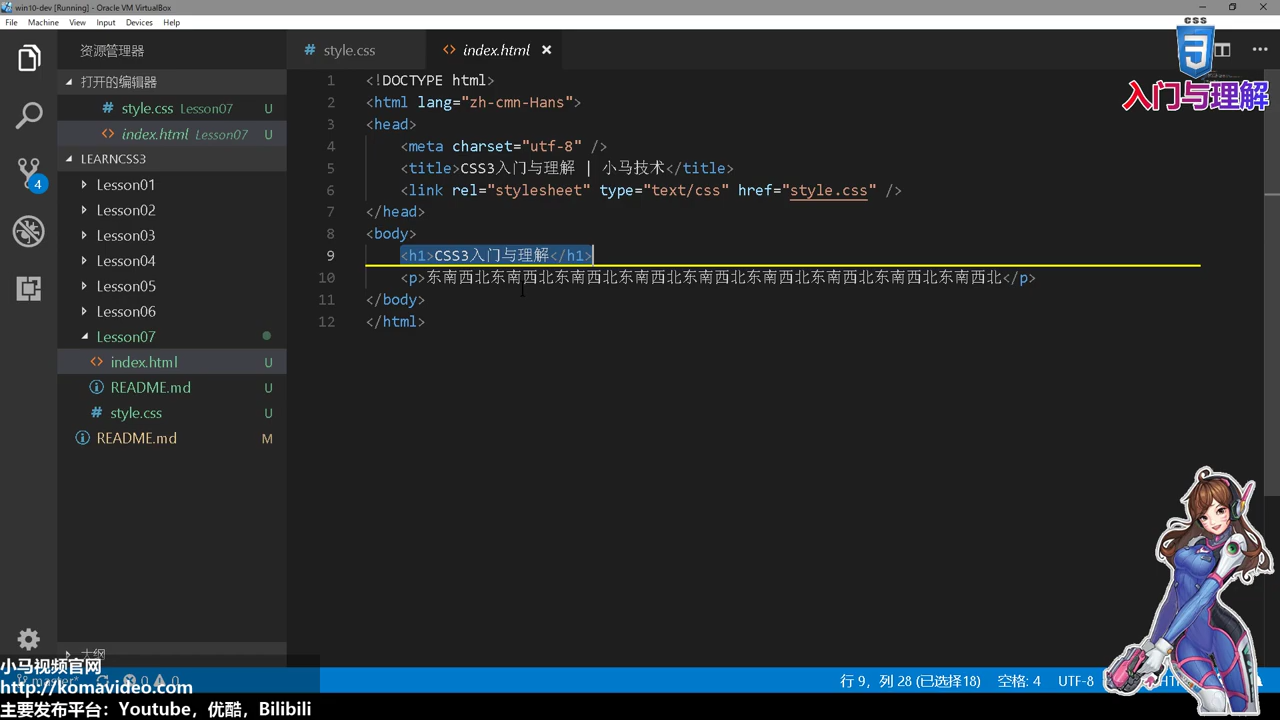 win10-dev [Running] - Oracle VM VirtualBox
File Machine View Input Devices Help
资源管理器
打开的编辑器
# style.css Lesson07 U
<> index.html Lesson07 U
LEARNCSS3
Lesson01
Lesson02
Lesson03
Lesson04
Lesson05
Lesson06
Lesson07
<> index.html U
README.md U
# style.css U
README.md M
大纲
4
# style.css
<> index.html ×
1 <!DOCTYPE html>
2 <html lang="zh-cmn-Hans">
3 <head>
4 <meta charset="utf-8" />
5 <title>CSS3入门与理解 | 小马技术</title>
6 <link rel="stylesheet" type="text/css" href="style.css" />
7 </head>
8 <body>
9 <h1>CSS3入门与理解</h1>
10 <p>东南西北东南西北东南西北东南西北东南西北东南西北东南西北东南西北东南西北</p>
11 </body>
12 </html>
CSS
入门与理解
master* 0 0
行 9，列 28 (已选择18) 空格: 4 UTF-8
小马视频官网
http://komavideo.com
主要发布平台：Youtube，优酷，Bilibili